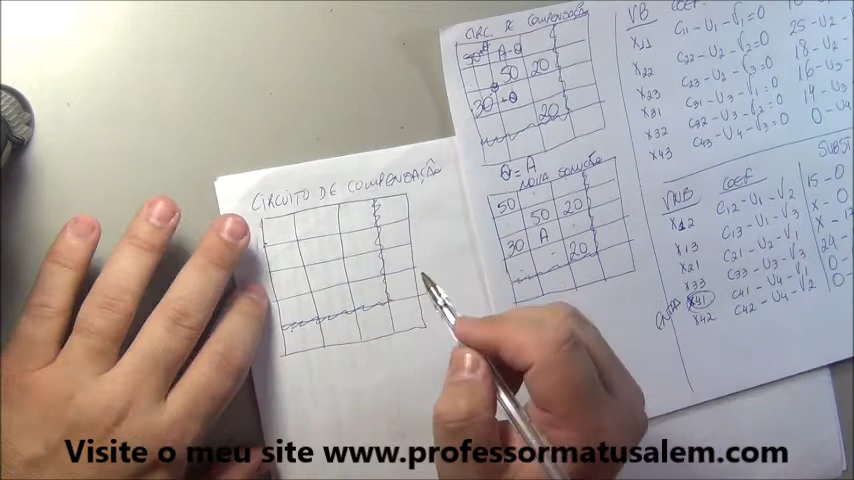 CIRCUITO DE COMPENSAÇÃO
CIRC. DE COMPENSAÇÃO
50 20
30 +θ
20
θ = A
NOVA SOLUÇÃO
50
50 20
30 A
20
VB
X11 C11 - U1 - V1 = 0
X22 C22 - U2 - V2 = 0 25 - U2 -
X23 C23 - U2 - V3 = 0 18 - U2 -
X31 C31 - U3 - V1 = 0 16 - U3 -
X32 C32 - U3 - V2 = 0 14 - U3
X43 C43 - U4 - V3 = 0 0 - U4
VNB COEF SUBST
X12 C12 - U1 - V2 15 - 0
X13 C13 - U1 - V3 X - 0
X21 C21 - U2 - V1 X - 12
X33 C33 - U3 - V3 24
X41 C41 - U4 - V1 0 -
X42 C42 - U4 - V2 0 -
Visite o meu site www.professormatusalem.com